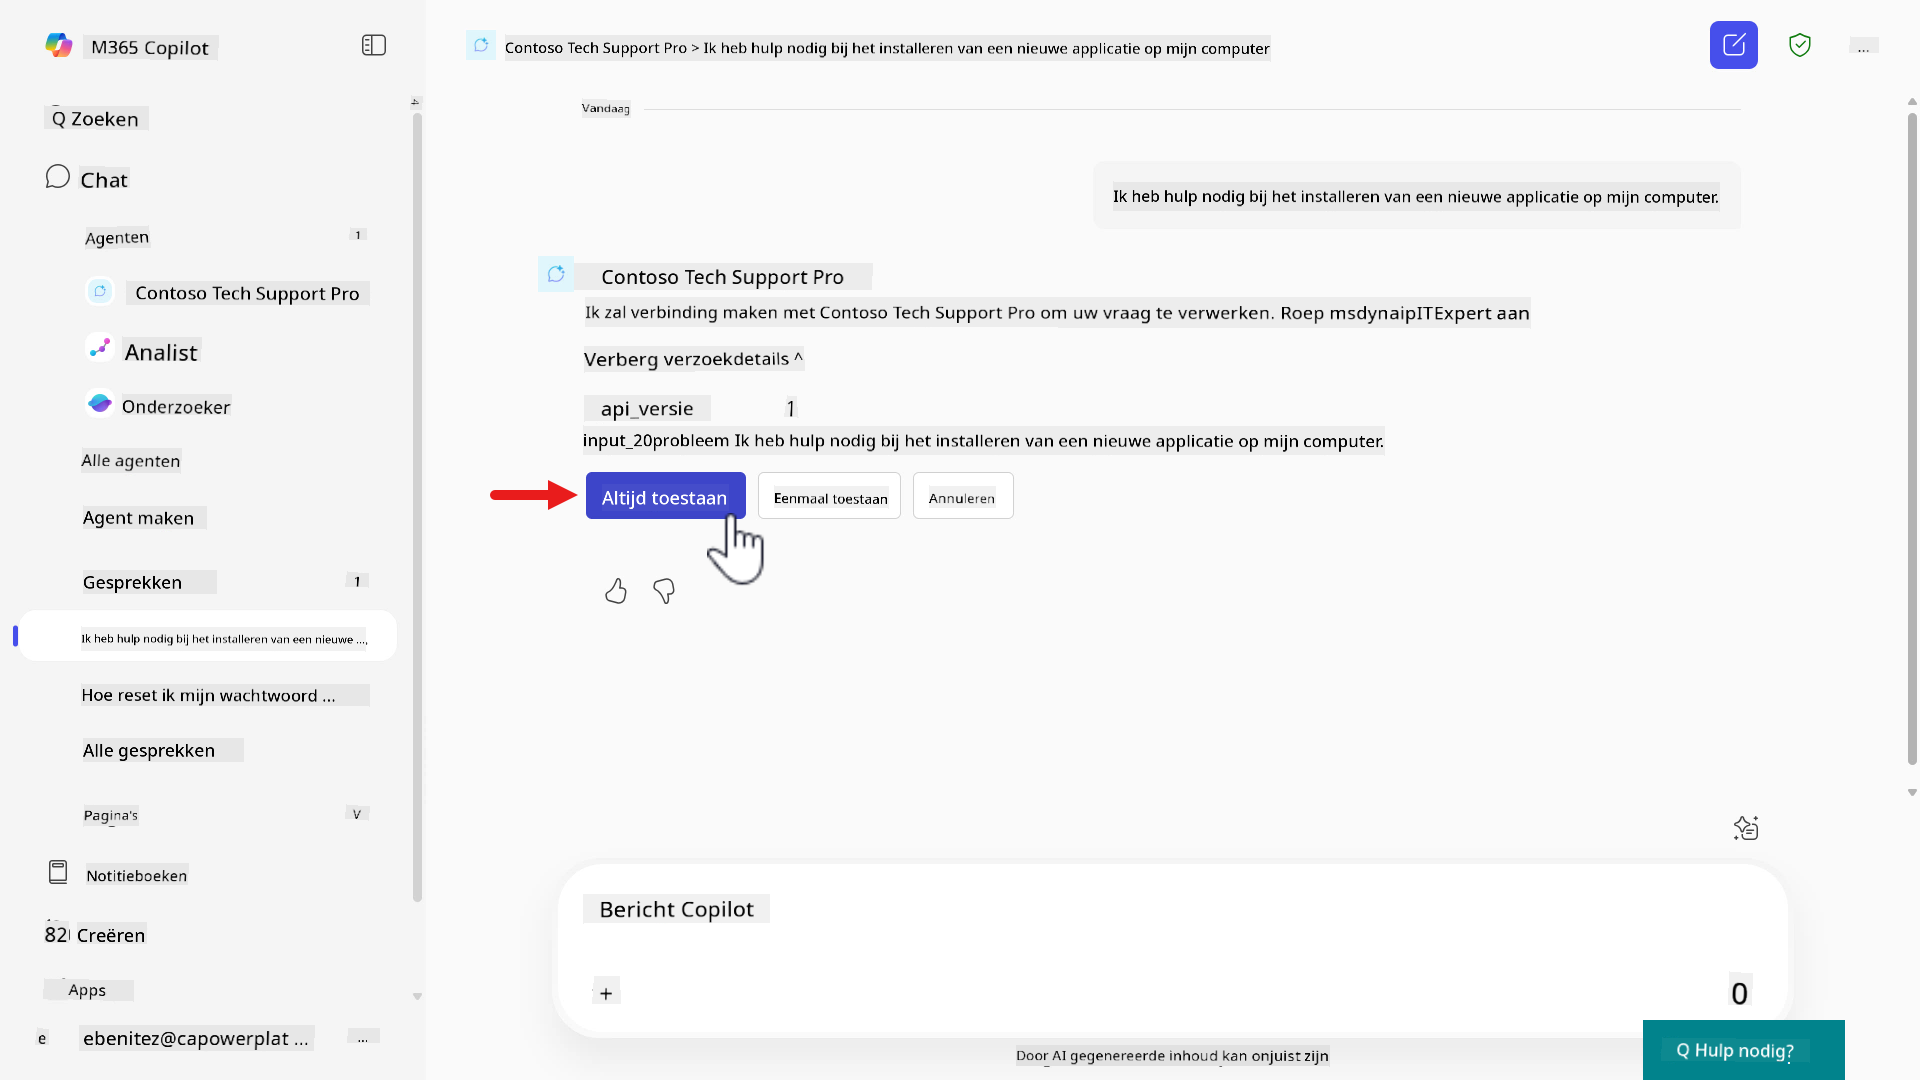 M365 Copilot
Q Zoeken
Chat
Agenten 1
Contoso Tech Support Pro
Analist
Onderzoeker
Alle agenten
Agent maken
Gesprekken 1
Ik heb hulp nodig bij het installeren van een nieuwe ...,
Hoe reset ik mijn wachtwoord ...
Alle gesprekken
Pagina's V
Notitieboeken
82 Creëren
Apps
e ebenitez@capowerplat ... ...
Contoso Tech Support Pro > Ik heb hulp nodig bij het installeren van een nieuwe applicatie op mijn computer
...
Vandaag
Ik heb hulp nodig bij het installeren van een nieuwe applicatie op mijn computer.
Contoso Tech Support Pro
Ik zal verbinding maken met Contoso Tech Support Pro om uw vraag te verwerken. Roep msdynaipITExpert aan
Verberg verzoekdetails ^
api_versie 1
input_20probleem Ik heb hulp nodig bij het installeren van een nieuwe applicatie op mijn computer.
Altijd toestaan
Eenmaal toestaan
Annuleren
Bericht Copilot
+
0
Door AI gegenereerde inhoud kan onjuist zijn
Q Hulp nodig?